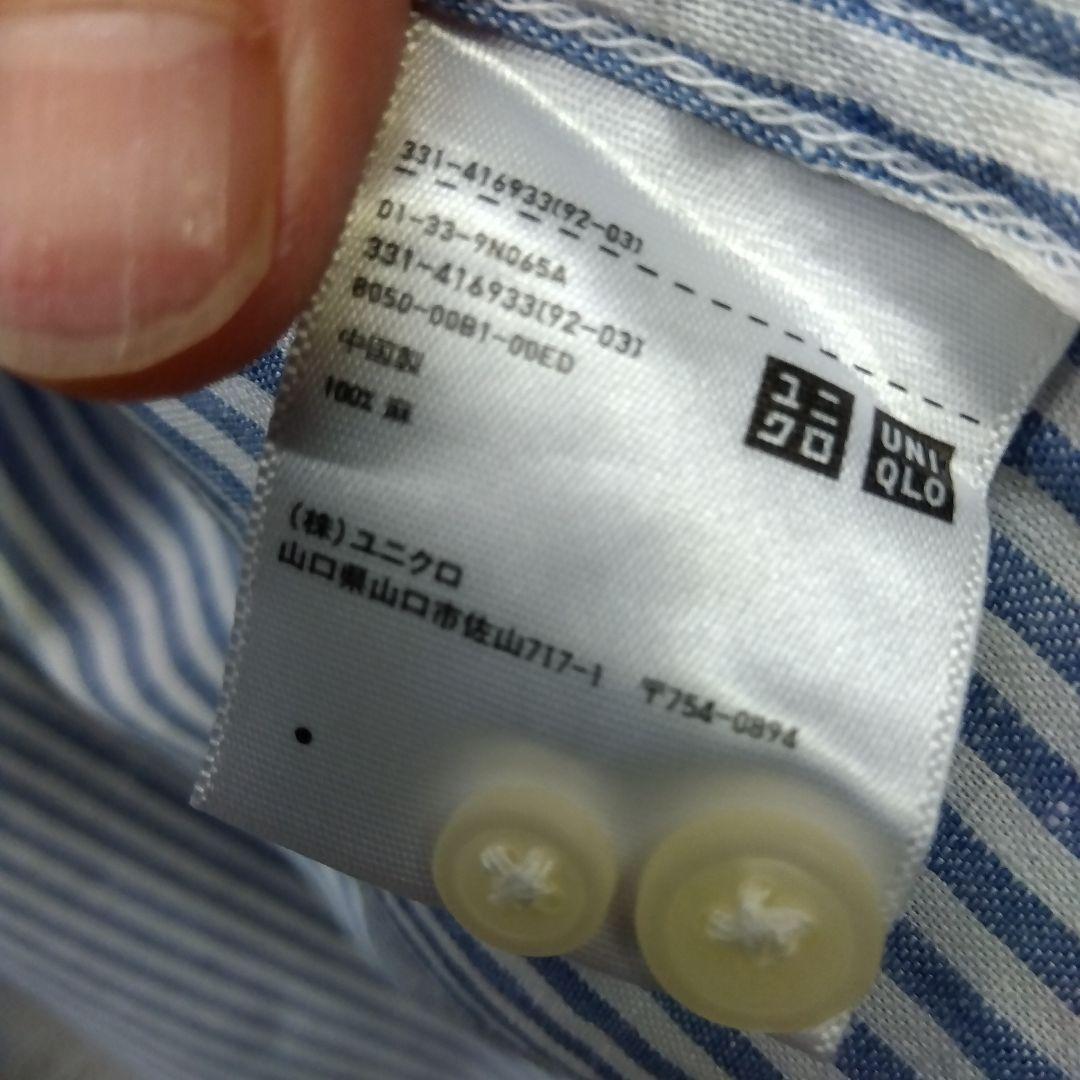 331-416933(92-03)
01-33-9N065A
331-416933(92-03)
8050-00B1-00ED
中国製
100% 麻
ユニ
クロ
UNI
QLO
(株)ユニクロ
山口県山口市佐山717-1 〒754-0894